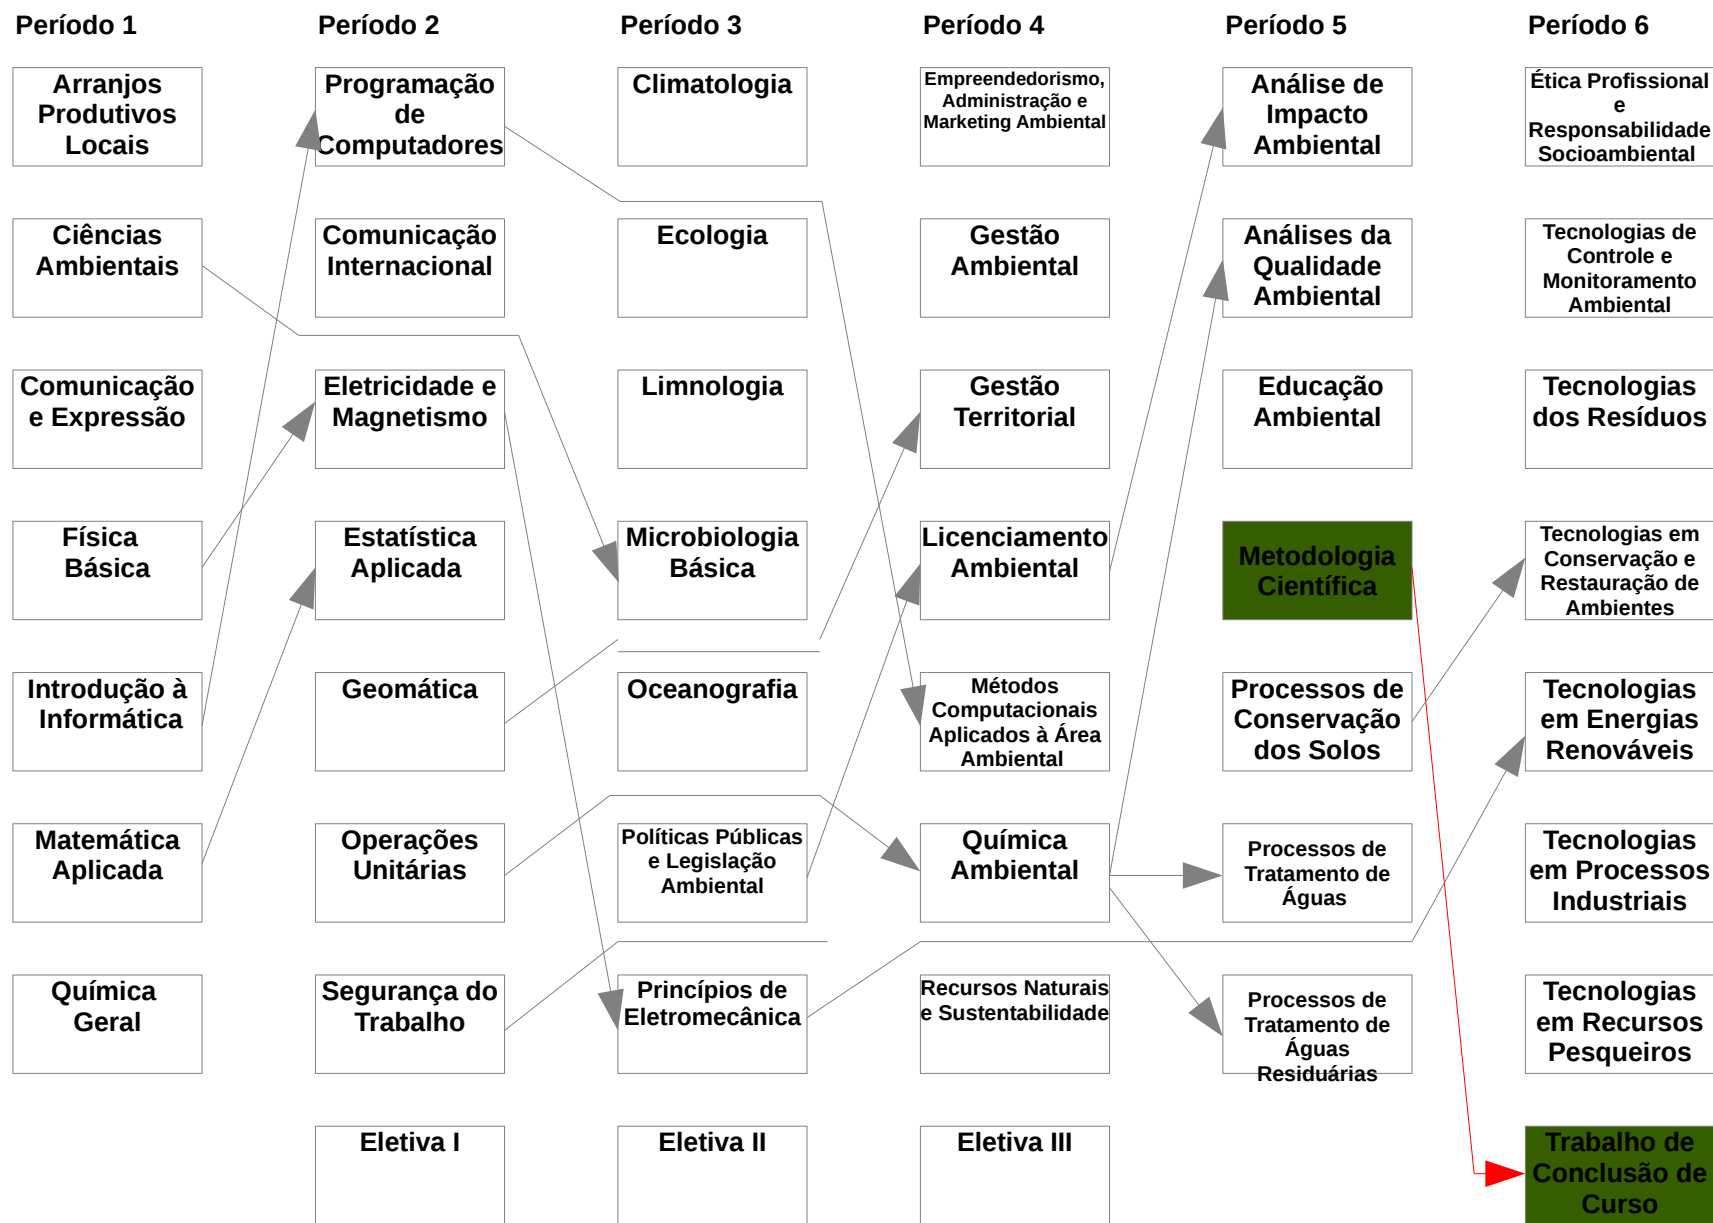 Período 1
Período 2
Período 3
Período 4
Período 5
Período 6
Arranjos
Produtivos
Locais
Programação
de
Computadores
Climatologia
Empreendedorismo,
Administração e
Marketing Ambiental
Análise de
Impacto
Ambiental
Ética Profissional
e
Responsabilidade
Socioambiental
Ciências
Ambientais
Comunicação
Internacional
Ecologia
Gestão
Ambiental
Análises da
Qualidade
Ambiental
Tecnologias de
Controle e
Monitoramento
Ambiental
Comunicação
e Expressão
Eletricidade e
Magnetismo
Limnologia
Gestão
Territorial
Educação
Ambiental
Tecnologias
dos Resíduos
Física
Básica
Estatística
Aplicada
Microbiologia
Básica
Licenciamento
Ambiental
Metodologia
Científica
Tecnologias em
Conservação e
Restauração de
Ambientes
Introdução à
Informática
Geomática
Oceanografia
Métodos
Computacionais
Aplicados à Área
Ambiental
Processos de
Conservação
dos Solos
Tecnologias
em Energias
Renováveis
Matemática
Aplicada
Operações
Unitárias
Políticas Públicas
e Legislação
Ambiental
Química
Ambiental
Processos de
Tratamento de
Águas
Tecnologias
em Processos
Industriais
Química
Geral
Segurança do
Trabalho
Princípios de
Eletromecânica
Recursos Naturais
e Sustentabilidade
Processos de
Tratamento de
Águas
Residuárias
Tecnologias
em Recursos
Pesqueiros
Eletiva I
Eletiva II
Eletiva III
Trabalho de
Conclusão de
Curso